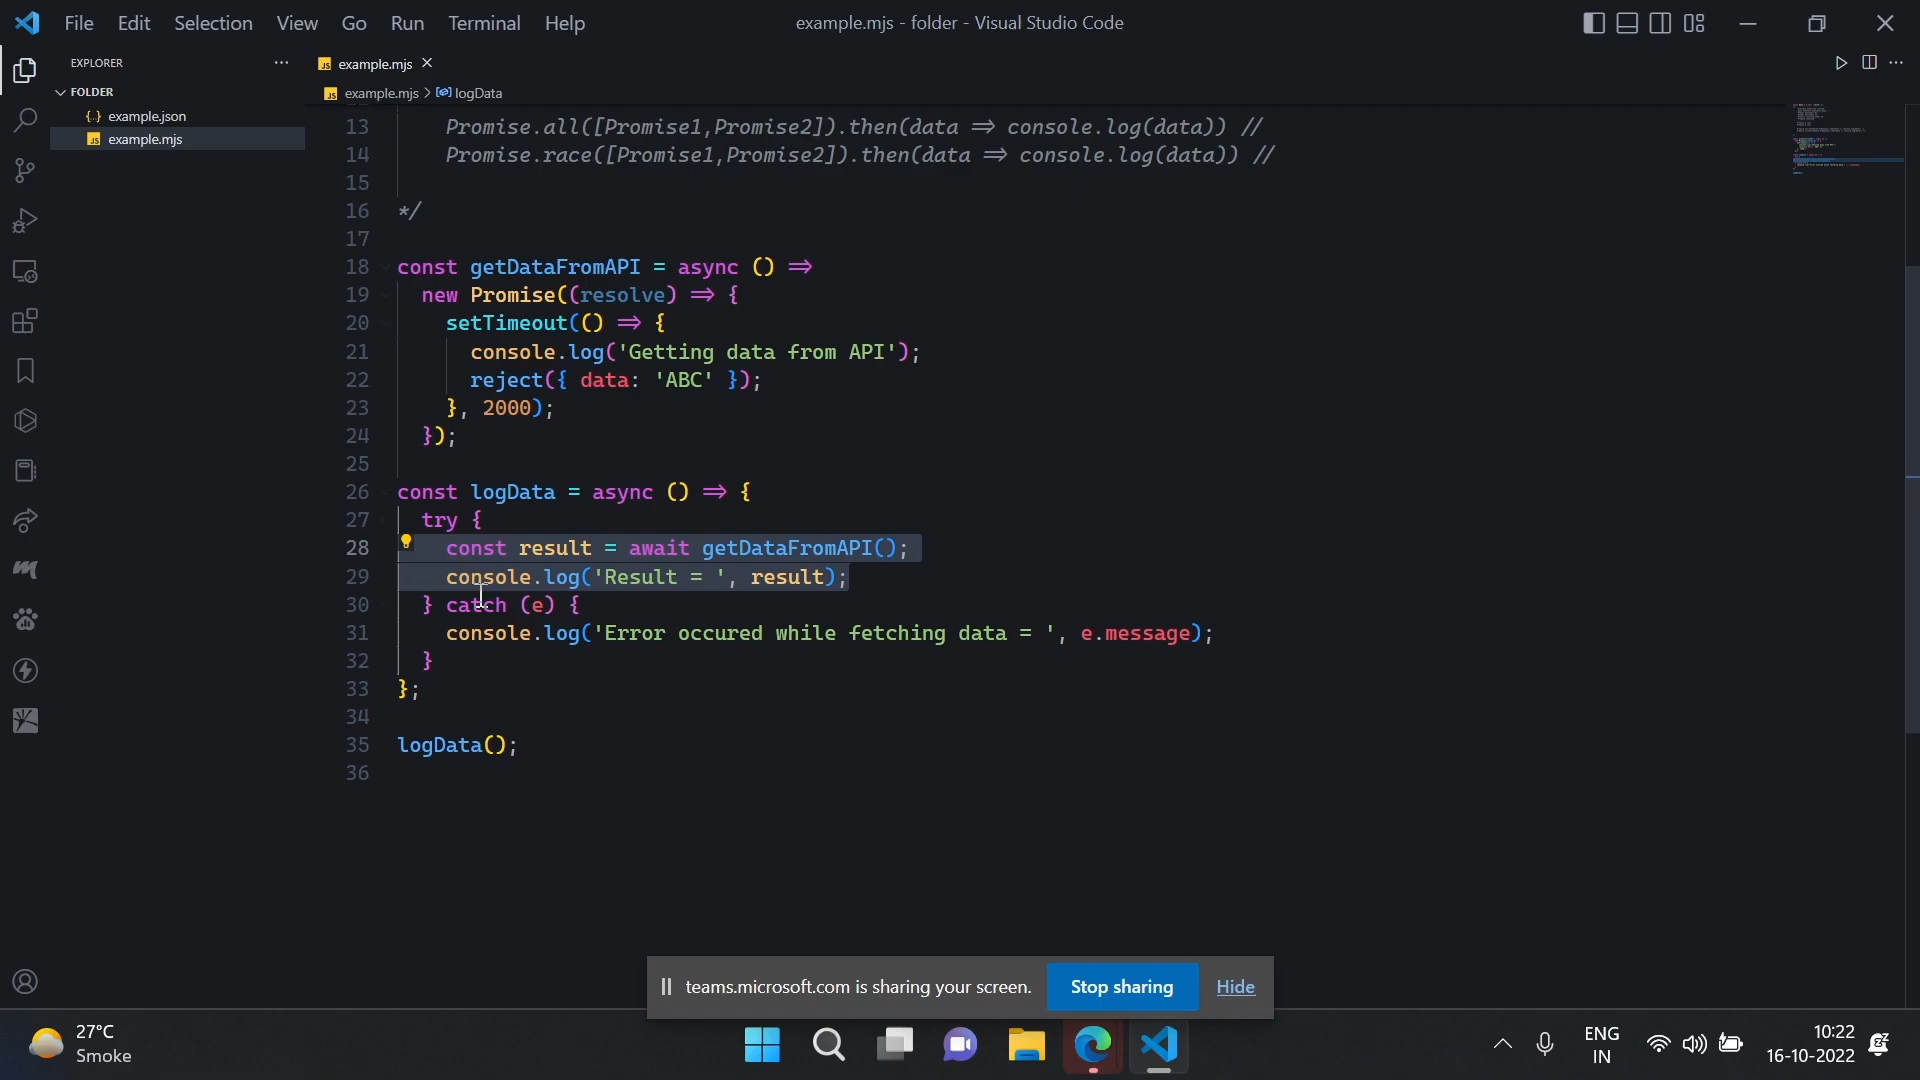 File Edit Selection View Go Run Terminal Help
example.mjs - folder - Visual Studio Code
EXPLORER
FOLDER
example.json
example.mjs
JS example.mjs
JS example.mjs > logData
13 Promise.all([Promise1,Promise2]).then(data => console.log(data)) //
14 Promise.race([Promise1,Promise2]).then(data => console.log(data)) //
15
16 */
17
18 const getDataFromAPI = async () =>
19 new Promise((resolve) => {
20 setTimeout(() => {
21 console.log('Getting data from API');
22 reject({ data: 'ABC' });
23 }, 2000);
24 });
25
26 const logData = async () => {
27 try {
28 const result = await getDataFromAPI();
29 console.log('Result = ', result);
30 } catch (e) {
31 console.log('Error occured while fetching data = ', e.message);
32 }
33 };
34
35 logData();
36
teams.microsoft.com is sharing your screen. Stop sharing Hide
27°C
Smoke
ENG
IN
10:22
16-10-2022